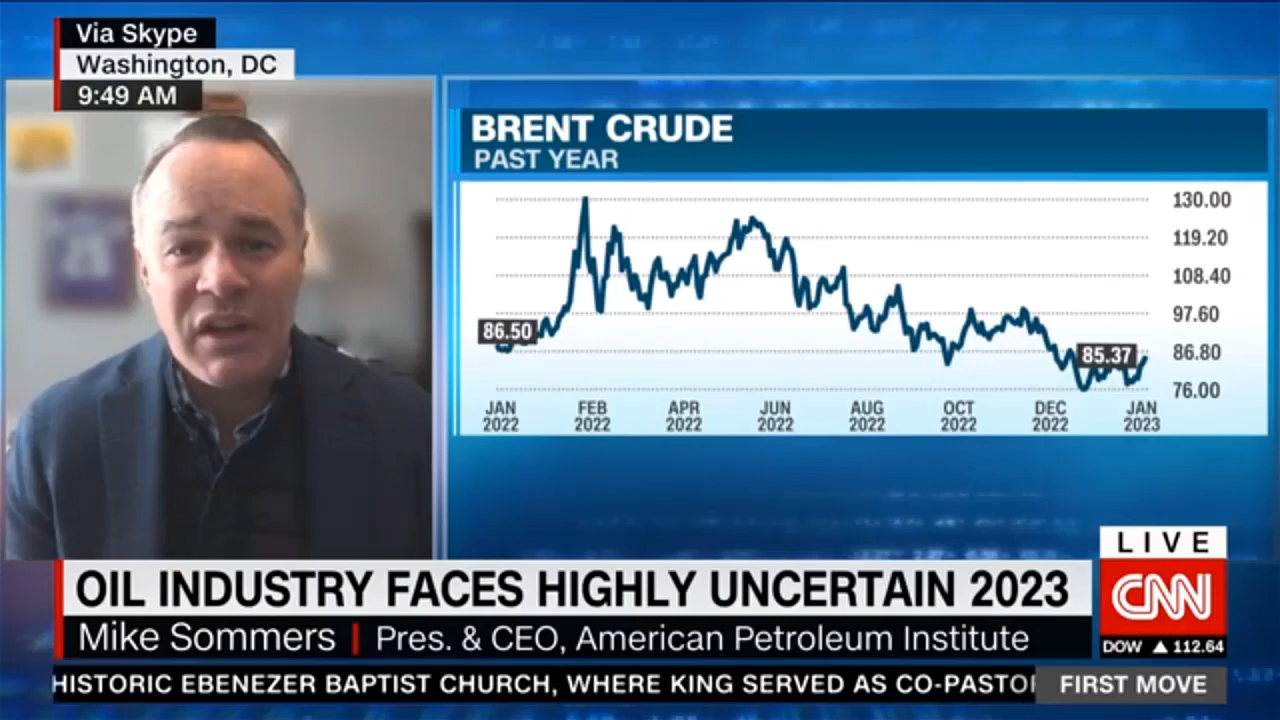 Via Skype
Washington, DC
9:49 AM
BRENT CRUDE
PAST YEAR
130.00
119.20
108.40
97.60
86.80
76.00
86.50
85.37
JAN 2022
FEB 2022
APR 2022
JUN 2022
AUG 2022
OCT 2022
DEC 2022
JAN 2023
LIVE
CNN
OIL INDUSTRY FACES HIGHLY UNCERTAIN 2023
Mike Sommers | Pres. & CEO, American Petroleum Institute
DOW ▲ 112.64
HISTORIC EBENEZER BAPTIST CHURCH, WHERE KING SERVED AS CO-PASTO
FIRST MOVE